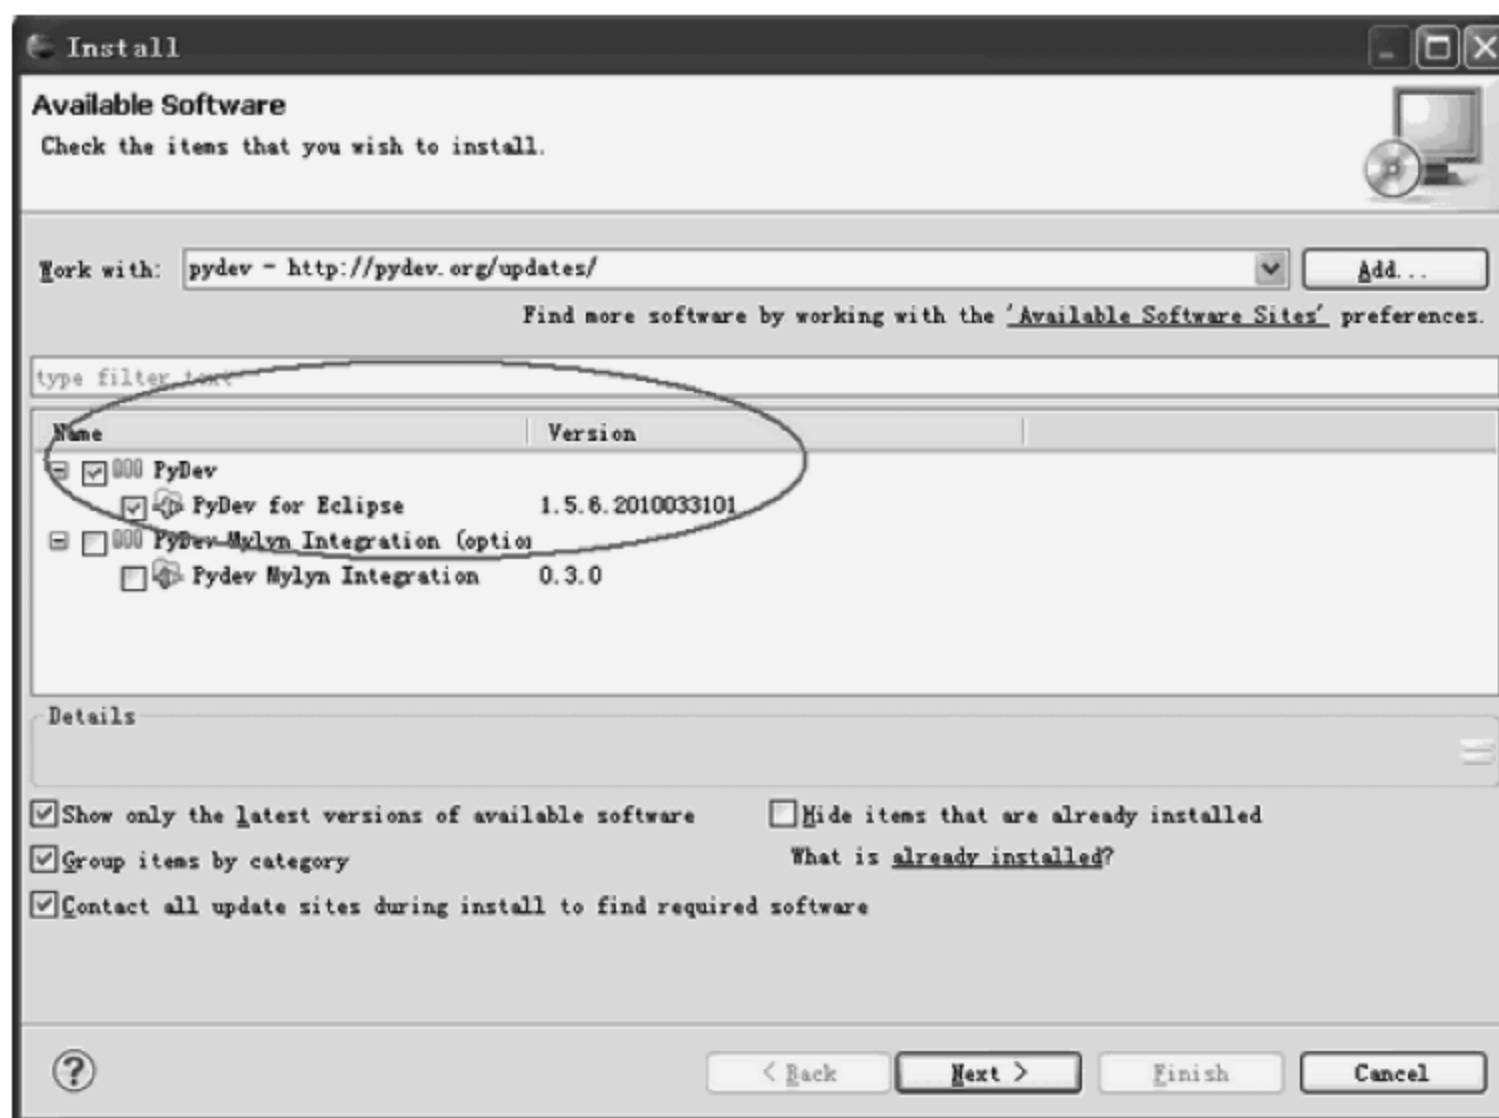 Install
Available Software
Check the items that you wish to install.
Work with: pydev - http://pydev.org/updates/ Add...
Find more software by working with the 'Available Software Sites' preferences.
type filter text
Name Version
PyDev
PyDev for Eclipse 1.5.6.2010033101
PyDev Mylyn Integration (optio
Pydev Mylyn Integration 0.3.0
Details
Show only the latest versions of available software Hide items that are already installed
Group items by category What is already installed?
Contact all update sites during install to find required software
? < Back Next > Finish Cancel